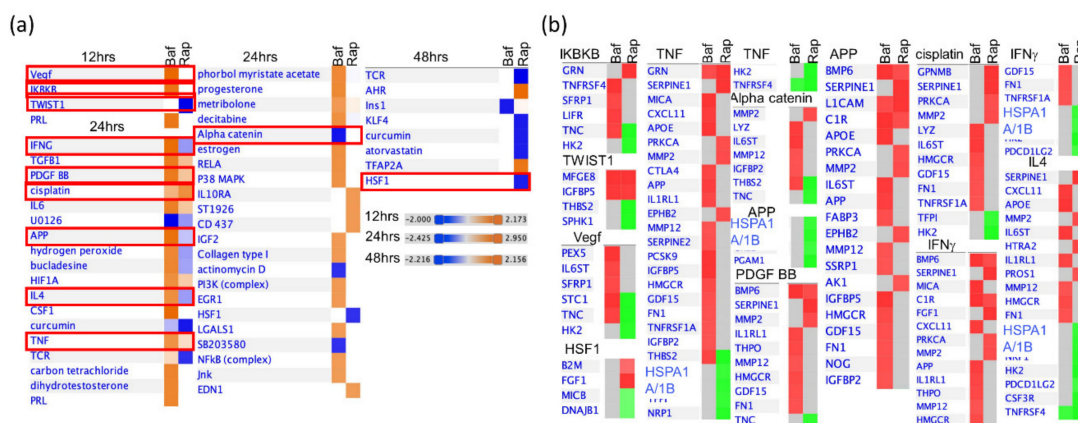 (a)
12hrs
Baf
Rap
Vegf
IKBKB
TWIST1
PRL
24hrs
IFNG
TGFB1
PDGF BB
cisplatin
IL6
U0126
APP
hydrogen peroxide
bucladesine
HIF1A
IL4
CSF1
curcumin
TNF
TCR
carbon tetrachloride
dihydrotestosterone
PRL
24hrs
Baf
Rap
phorbol myristate acetate
progesterone
metribolone
decitabine
Alpha catenin
estrogen
RELA
P38 MAPK
IL10RA
ST1926
CD 437
IGF2
Collagen type I
actinomycin D
PI3K (complex)
EGR1
HSF1
LGALS1
SB203580
NFkB (complex)
Jnk
EDN1
48hrs
Baf
Rap
TCR
AHR
Ins1
KLF4
curcumin
atorvastatin
TFAP2A
HSF1
12hrs -2.000 2.173
24hrs -2.425 2.950
48hrs -2.216 2.156
(b)
IKBKB
Baf
Rap
GRN
TNFRSF4
SFRP1
LIFR
TNC
HK2
TWIST1
MFGE8
IGFBP5
THBS2
SPHK1
Vegf
PEX5
IL6ST
SFRP1
STC1
TNC
HK2
HSF1
B2M
FGF1
MICB
DNAJB1
TNF
Baf
Rap
GRN
SERPINE1
MICA
CXCL11
APOE
PRKCA
MMP2
CTLA4
APP
IL1RL1
EPHB2
MMP12
SERPINE2
PCSK9
IGFBP5
HMGCR
GDF15
FN1
TNFRSF1A
IGFBP2
THBS2
HSPA1
A/1B
NRP1
TNF
Baf
Rap
HK2
TNFRSF4
Alpha catenin
MMP2
LYZ
IL6ST
MMP12
IGFBP2
THBS2
TNC
APP
HSPA1
A/1B
PGAM1
PDGF BB
BMP6
SERPINE1
MMP2
IL1RL1
THPO
MMP12
HMGCR
GDF15
FN1
TNC
APP
Baf
Rap
BMP6
SERPINE1
L1CAM
C1R
APOE
PRKCA
MMP2
IL6ST
APP
FABP3
EPHB2
MMP12
SSRP1
AK1
IGFBP5
HMGCR
GDF15
FN1
NOG
IGFBP2
cisplatin
Baf
Rap
GPNMB
SERPINE1
PRKCA
MMP2
LYZ
IL6ST
HMGCR
GDF15
FN1
TNFRSF1A
TFPI
HK2
IFNγ
BMP6
SERPINE1
MICA
C1R
FGF1
CXCL11
PRKCA
MMP2
APP
IL1RL1
THPO
MMP12
HMGCR
IFNγ
Baf
Rap
GDF15
FN1
TNFRSF1A
HSPA1
A/1B
PDCD1LG2
IL4
SERPINE1
CXCL11
APOE
MMP2
IL6ST
HTRA2
IL1RL1
PROS1
MMP12
HMGCR
FN1
HSPA1
A/1B
HK2
PDCD1LG2
CSF3R
TNFRSF4